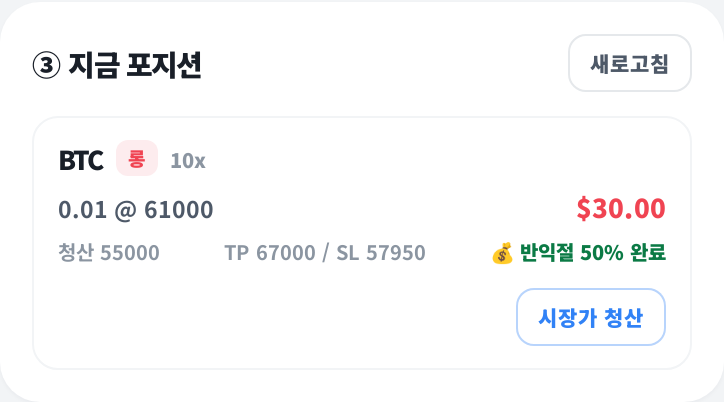 ③ 지금 포지션
새로고침
BTC 롱 10x
0.01 @ 61000
$30.00
청산 55000
TP 67000 / SL 57950
💰 반익절 50% 완료
시장가 청산